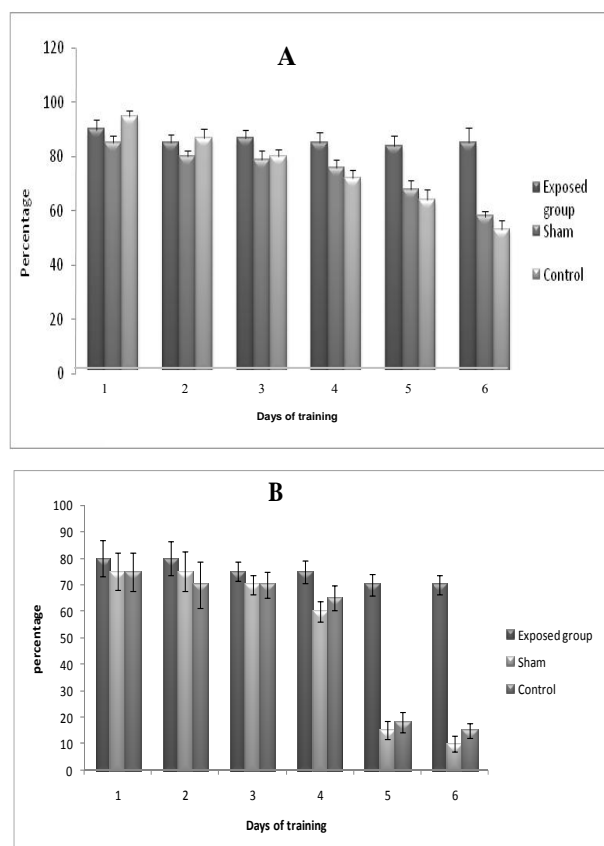 A
120
100
80
60
40
20
0
Percentage
1 2 3 4 5 6
Days of training
Exposed
group
Sham
Control
B
100
90
80
70
60
50
40
30
20
10
0
percentage
1 2 3 4 5 6
Days of training
Exposed group
Sham
Control